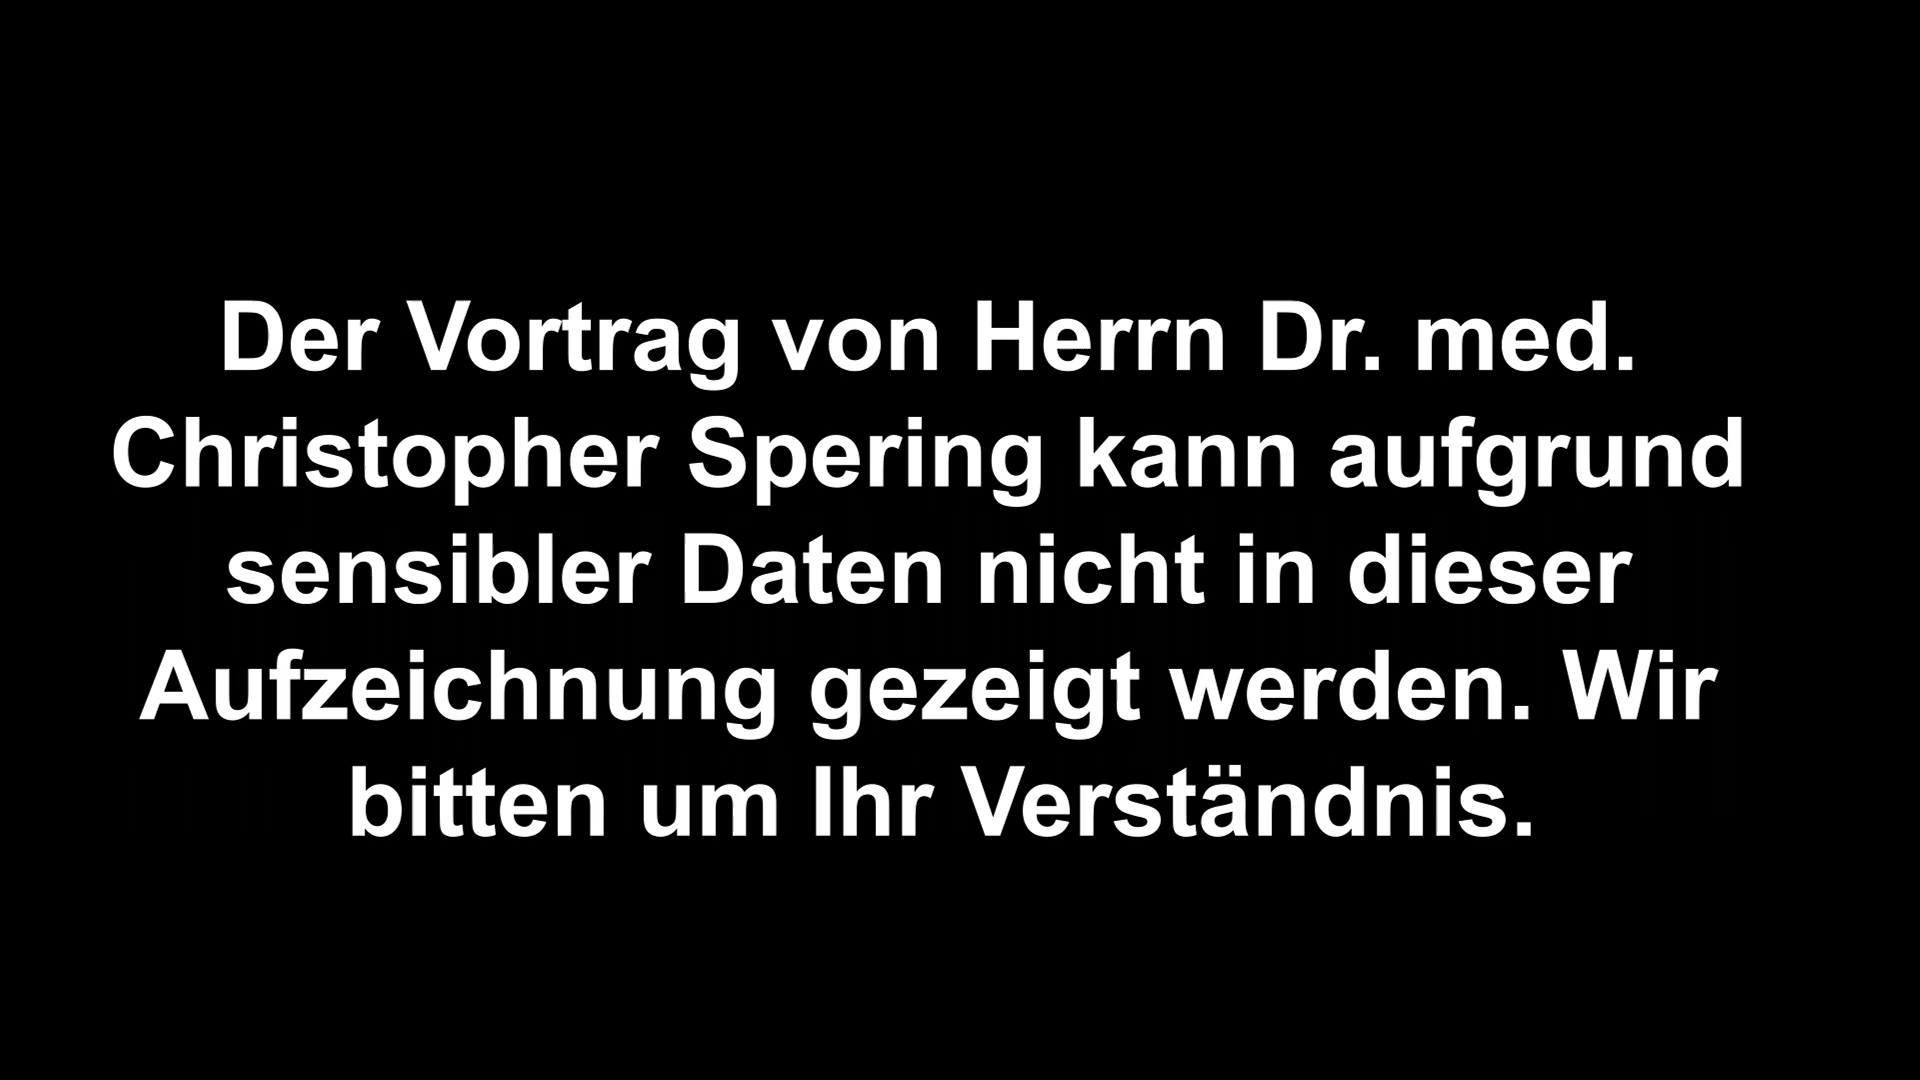 Der Vortrag von Herrn Dr. med.
Christopher Spering kann aufgrund
sensibler Daten nicht in dieser
Aufzeichnung gezeigt werden. Wir
bitten um Ihr Verständnis.